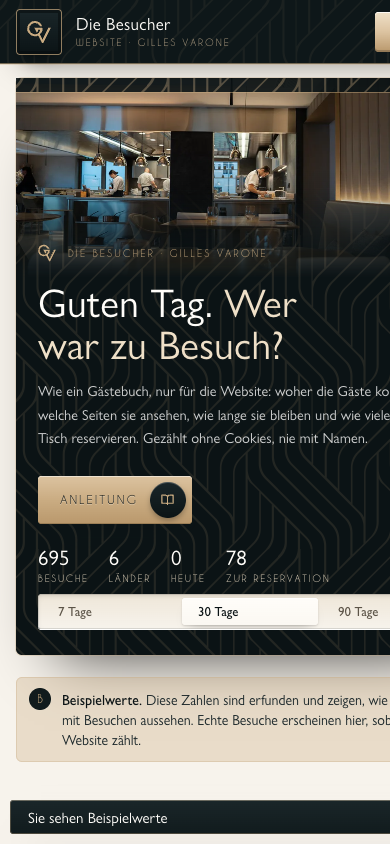 GV
Die Besucher
WEBSITE · GILLES VARONE
GV DIE BESUCHER · GILLES VARONE
Guten Tag. Wer
war zu Besuch?
Wie ein Gästebuch, nur für die Website: woher die Gäste ko
welche Seiten sie ansehen, wie lange sie bleiben und wie viele
Tisch reservieren. Gezählt ohne Cookies, nie mit Namen.
ANLEITUNG
695 6 0 78
BESUCHE LÄNDER HEUTE ZUR RESERVATION
7 Tage 30 Tage 90 Tage
B Beispielwerte. Diese Zahlen sind erfunden und zeigen, wie
mit Besuchen aussehen. Echte Besuche erscheinen hier, sob
Website zählt.
Sie sehen Beispielwerte